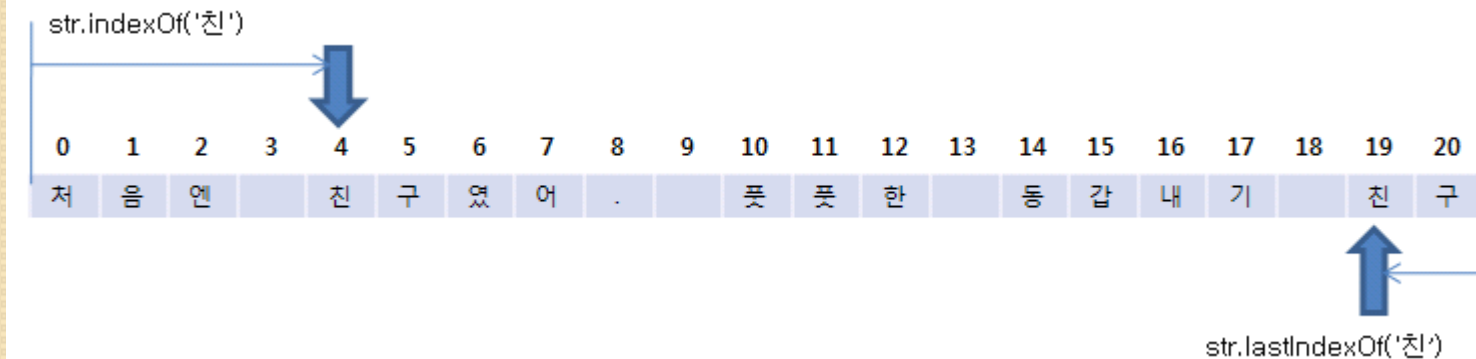 str.indexOf('친')
0 1 2 3 4 5 6 7 8 9 10 11 12 13 14 15 16 17 18 19 20
처 음 엔 친 구 였 어 . 풋 풋 한 동 갑 내 기 친 구
str.lastIndexOf('친')